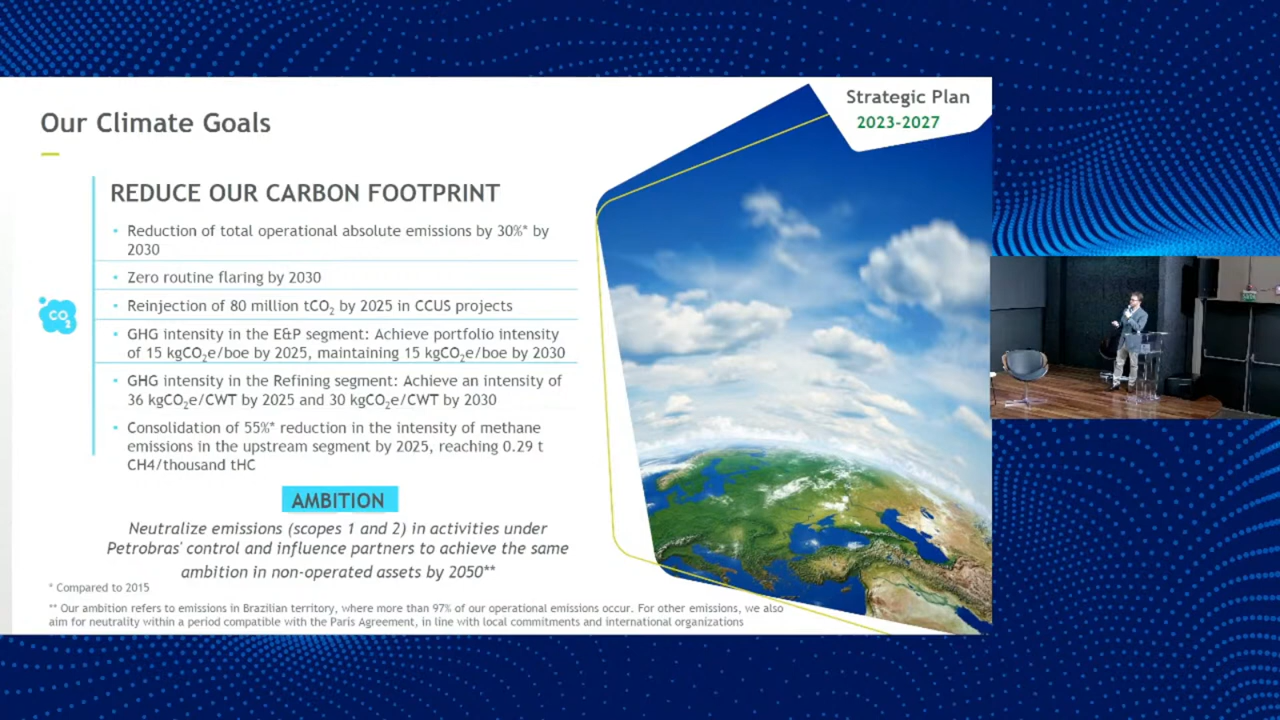 Strategic Plan
2023-2027
Our Climate Goals
REDUCE OUR CARBON FOOTPRINT
• Reduction of total operational absolute emissions by 30%* by
2030
• Zero routine flaring by 2030
• Reinjection of 80 million tCO₂ by 2025 in CCUS projects
• GHG intensity in the E&P segment: Achieve portfolio intensity
of 15 kgCO₂e/boe by 2025, maintaining 15 kgCO₂e/boe by 2030
• GHG intensity in the Refining segment: Achieve an intensity of
36 kgCO₂e/CWT by 2025 and 30 kgCO₂e/CWT by 2030
• Consolidation of 55%* reduction in the intensity of methane
emissions in the upstream segment by 2025, reaching 0.29 t
CH4/thousand tHC
CO₂
AMBITION
Neutralize emissions (scopes 1 and 2) in activities under
Petrobras' control and influence partners to achieve the same
ambition in non-operated assets by 2050**
* Compared to 2015
** Our ambition refers to emissions in Brazilian territory, where more than 97% of our operational emissions occur. For other emissions, we also
aim for neutrality within a period compatible with the Paris Agreement, in line with local commitments and international organizations